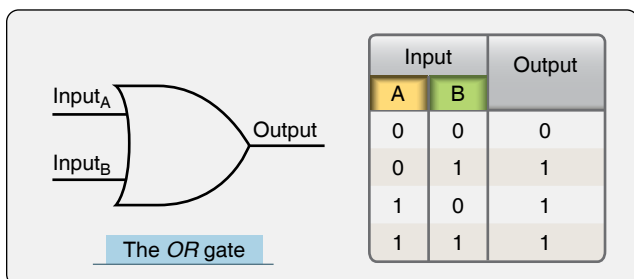 Input_A
Input_B
Output
The OR gate
Input Output
A B
0 0 0
0 1 1
1 0 1
1 1 1